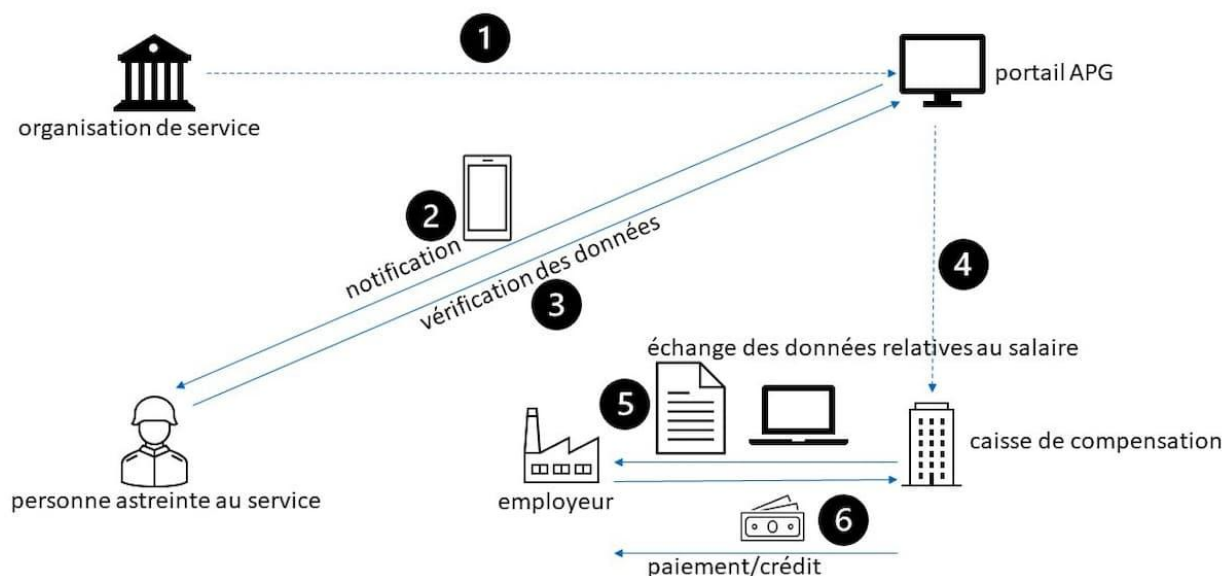 1
portail APG
organisation de service
2
notification
vérification des données
3
4
échange des données relatives au salaire
5
caisse de compensation
personne astreinte au service
employeur
6
paiement/crédit